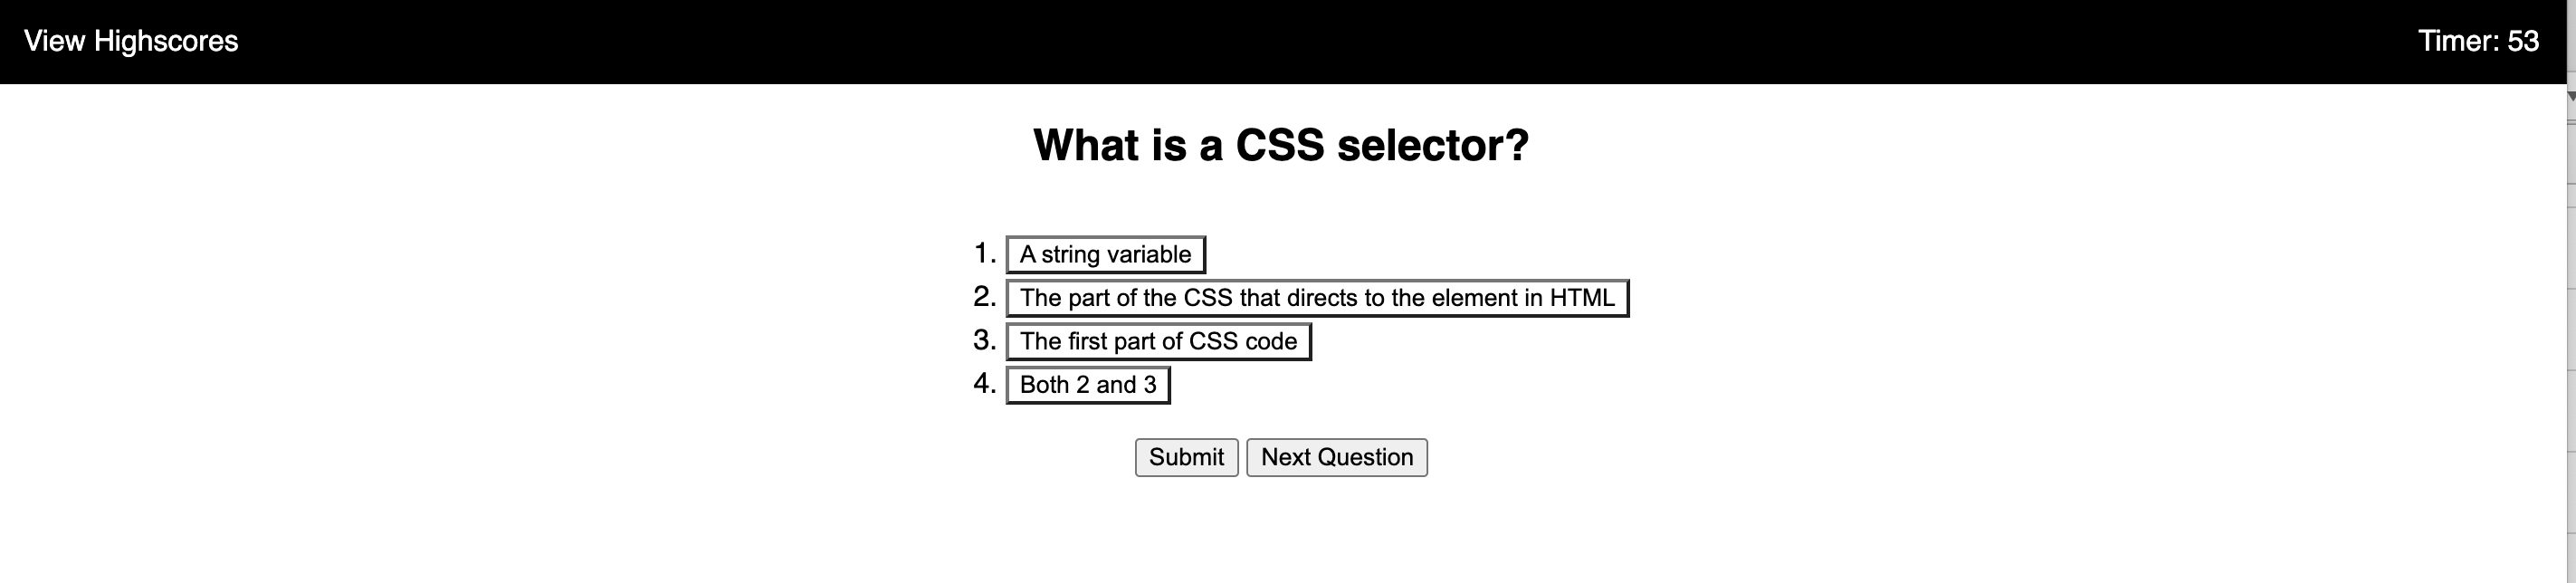 View Highscores
Timer: 53
What is a CSS selector?
1. A string variable
2. The part of the CSS that directs to the element in HTML
3. The first part of CSS code
4. Both 2 and 3
Submit Next Question